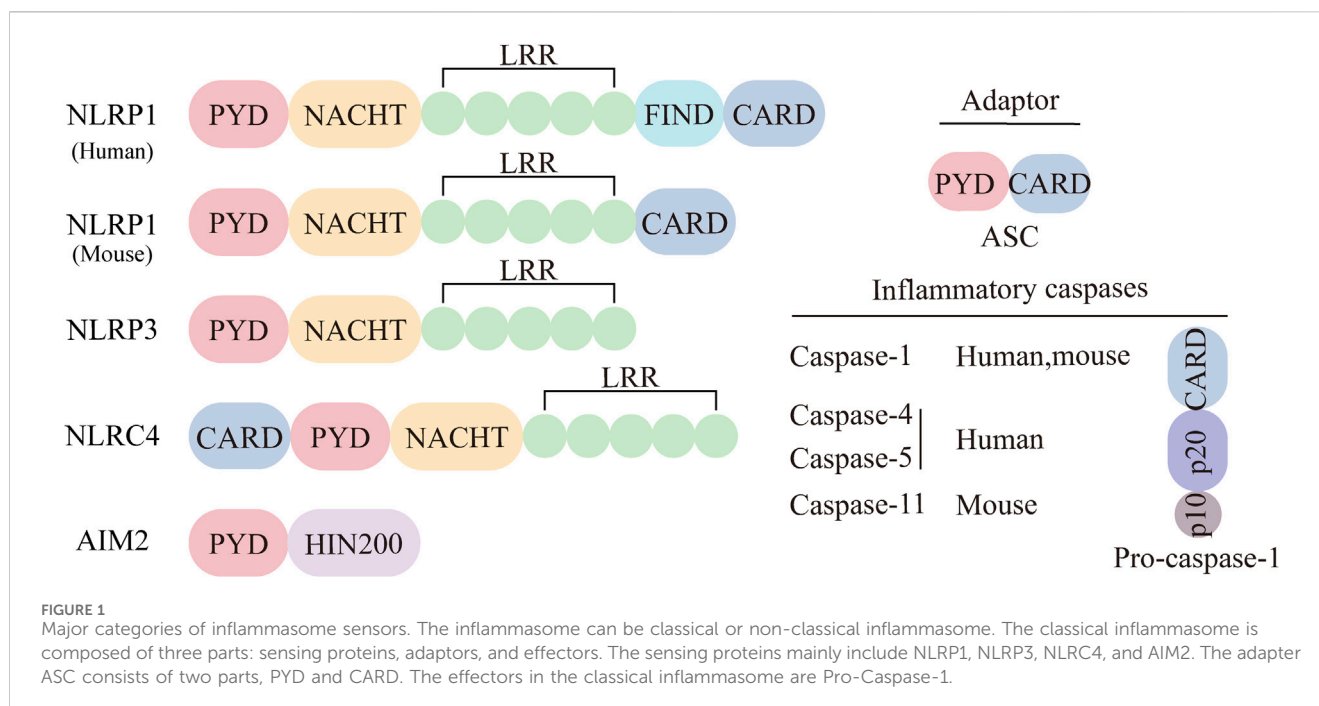 LRR
NLRP1
(Human)
PYD NACHT FIND CARD
LRR
NLRP1
(Mouse)
PYD NACHT CARD
LRR
NLRP3
PYD NACHT
LRR
NLRC4
CARD PYD NACHT
AIM2
PYD HIN200
Adaptor
PYD CARD
ASC
Inflammatory caspases
Caspase-1 Human,mouse
Caspase-4
Caspase-5
Human
Caspase-11 Mouse
CARD
p20
p10
Pro-caspase-1
FIGURE 1
Major categories of inflammasome sensors. The inflammasome can be classical or non-classical inflammasome. The classical inflammasome is
composed of three parts: sensing proteins, adaptors, and effectors. The sensing proteins mainly include NLRP1, NLRP3, NLRC4, and AIM2. The adapter
ASC consists of two parts, PYD and CARD. The effectors in the classical inflammasome are Pro-Caspase-1.